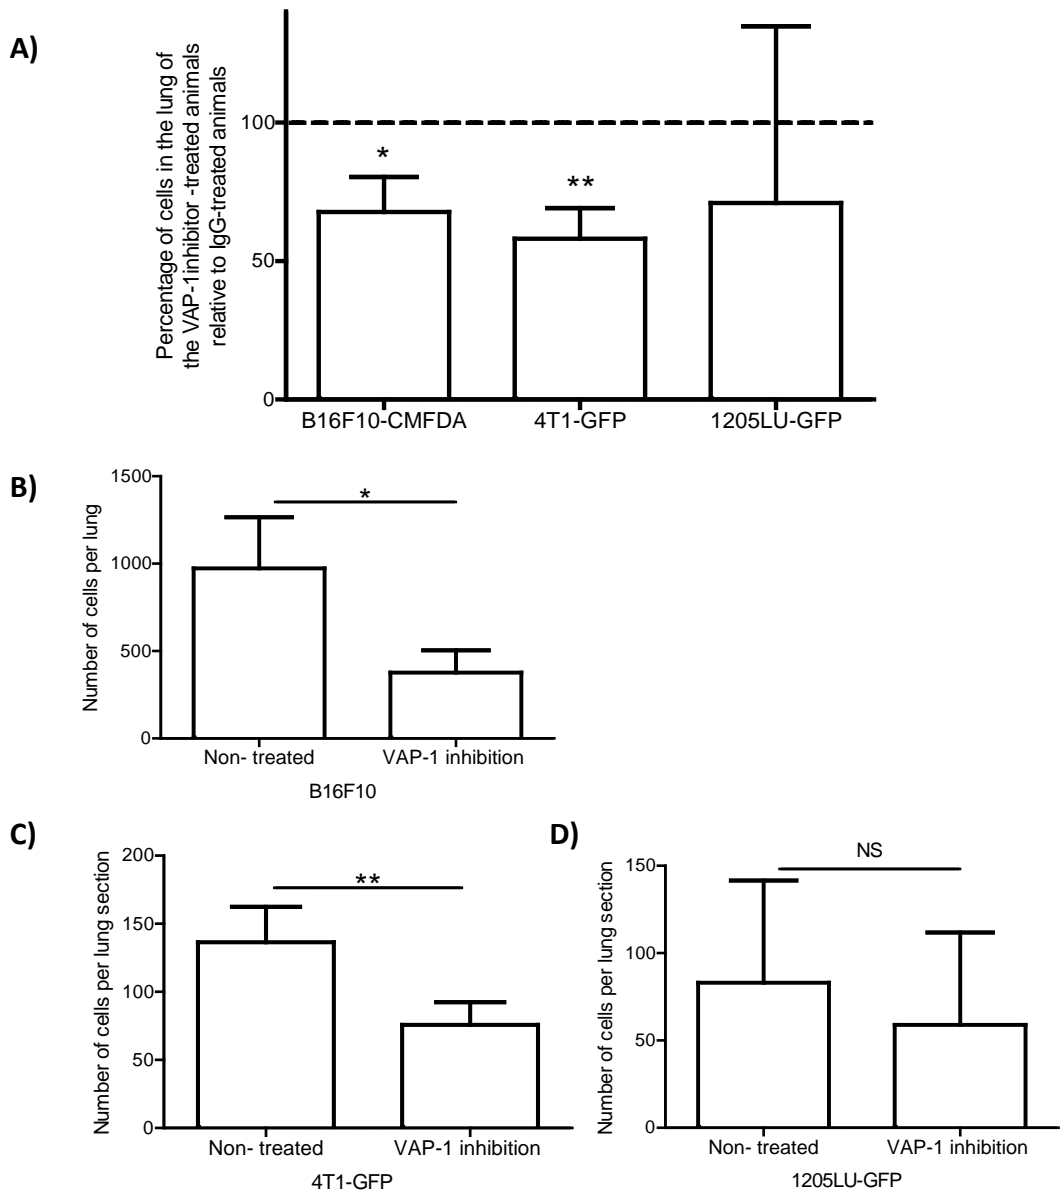 A)
Percentage of cells in the lung of
the VAP-1inhibitor -treated animals
relative to IgG-treated animals
100
50
0
*
**
B16F10-CMFDA
4T1-GFP
1205LU-GFP
B)
Number of cells per lung
1500
1000
500
0
*
Non- treated
VAP-1 inhibition
B16F10
C)
Number of cells per lung section
200
150
100
50
0
**
Non- treated
VAP-1 inhibition
4T1-GFP
D)
Number of cells per lung section
150
100
50
0
NS
Non- treated
VAP-1 inhibition
1205LU-GFP